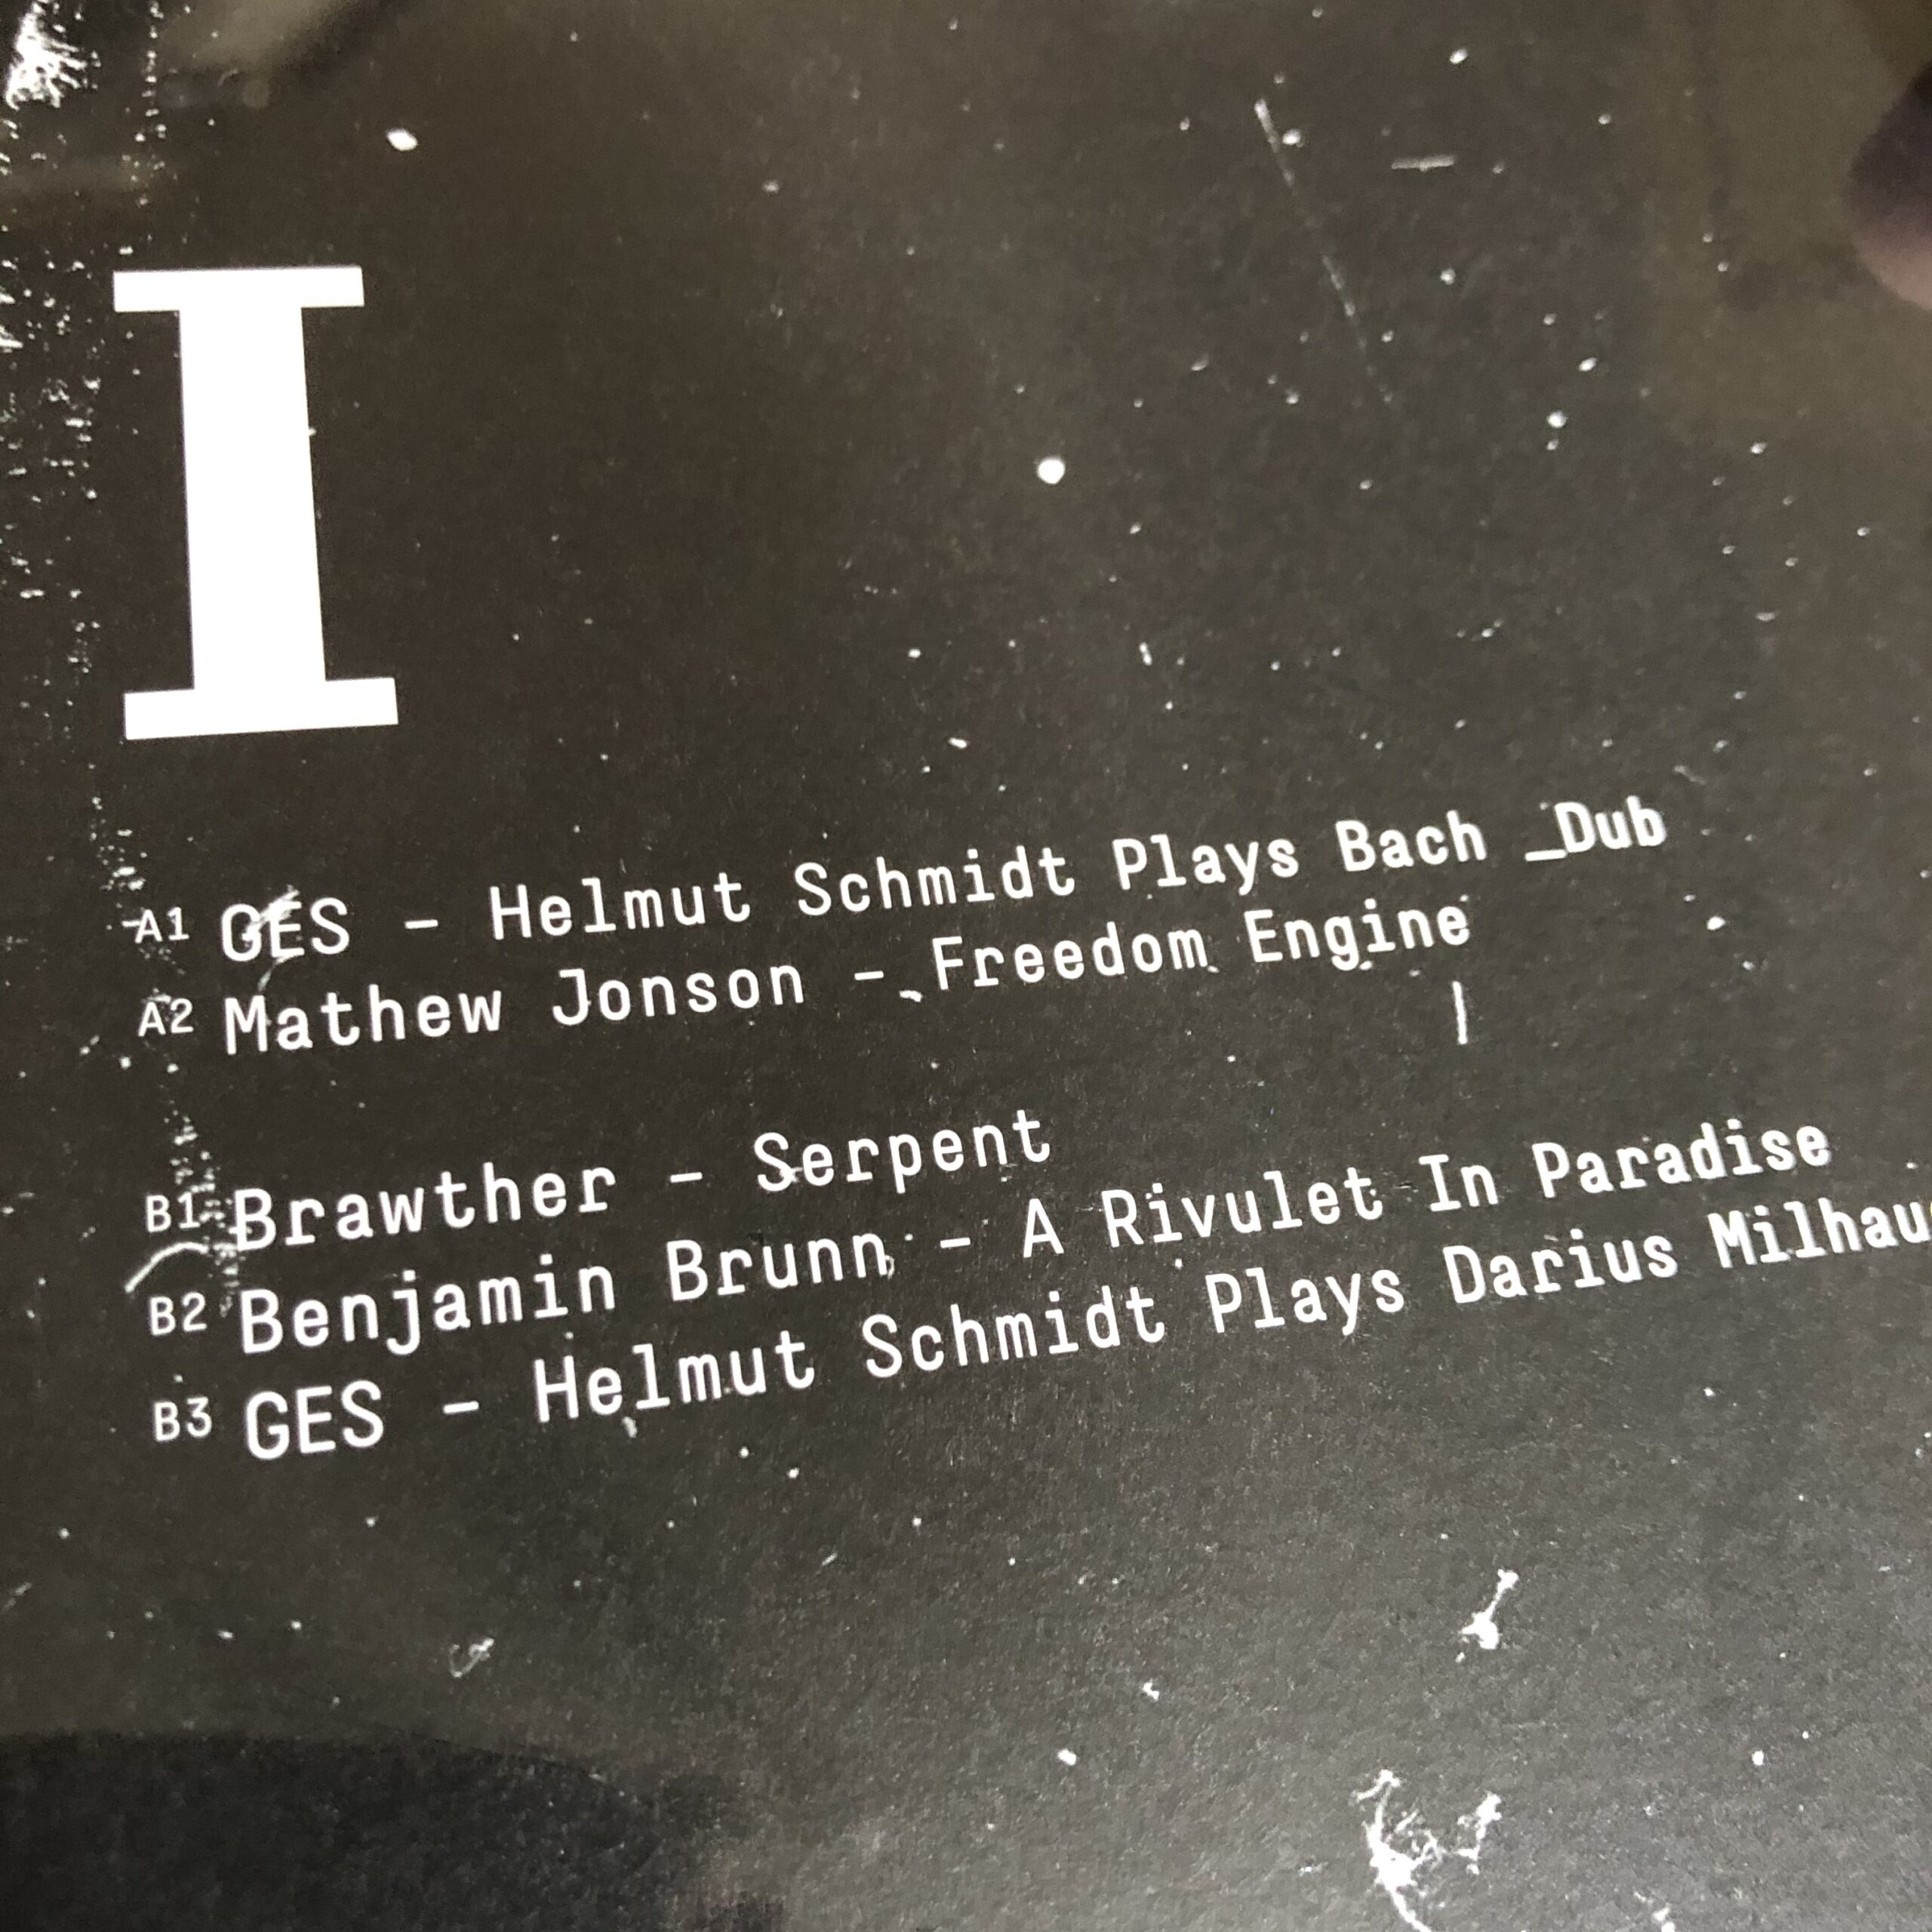 I
A1 GES - Helmut Schmidt Plays Bach _Dub
A2 Mathew Jonson - Freedom Engine
B1 Brawther - Serpent
B2 Benjamin Brunn - A Rivulet In Paradise
B3 GES - Helmut Schmidt Plays Darius